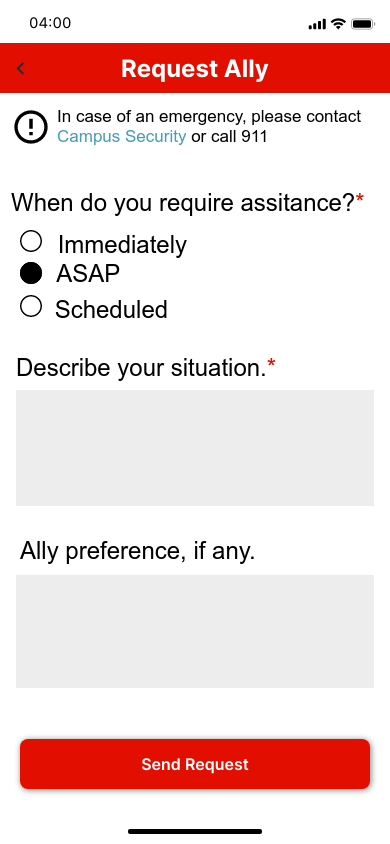 04:00
Request Ally
In case of an emergency, please contact
Campus Security or call 911
When do you require assitance?*
Immediately
ASAP
Scheduled
Describe your situation.*
Ally preference, if any.
Send Request